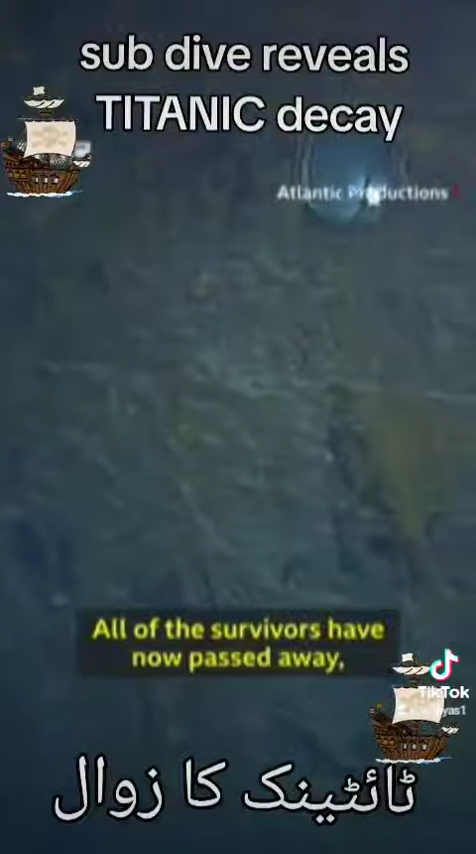 sub dive reveals
TITANIC decay
Atlantic Productions
All of the survivors have
now passed away,
TikTok
ٹائٹینک کا زوال